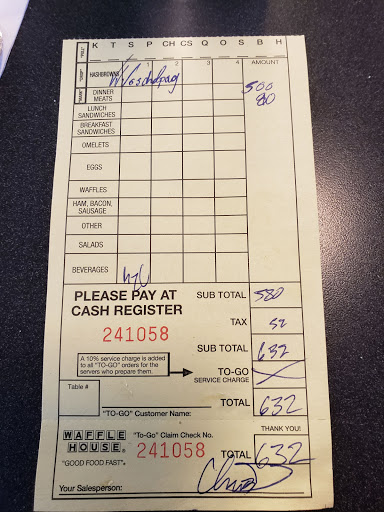 K T S P CH CS Q O S B H
1 2 3 4 AMOUNT
HASHBROWNS
500
DINNER MEATS 80
LUNCH SANDWICHES
BREAKFAST SANDWICHES
OMELETS
EGGS
WAFFLES
HAM, BACON, SAUSAGE
OTHER
SALADS
BEVERAGES
PLEASE PAY AT SUB TOTAL 580
CASH REGISTER
241058 TAX 52
SUB TOTAL 632
A 10% service charge is added to all "TO-GO" orders for the servers who prepare them.
TO-GO SERVICE CHARGE
Table #
"TO-GO" Customer Name: TOTAL 632
THANK YOU!
WAFFLE HOUSE® "To-Go" Claim Check No.
241058 TOTAL 632
"GOOD FOOD FAST"®
Your Salesperson: